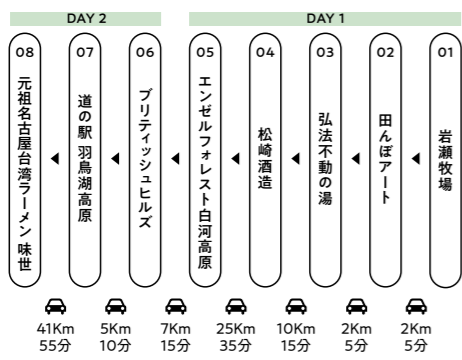 DAY 1
01
岩瀬牧場
02
田んぼアート
03
弘法不動の湯
04
松崎酒造
05
エンゼルフォレスト白河高原
DAY 2
06
ブリティッシュヒルズ
07
道の駅 羽鳥湖高原
08
元祖名古屋台湾ラーメン 味世
2Km
5分
2Km
5分
10Km
15分
25Km
35分
7Km
15分
5Km
10分
41Km
55分